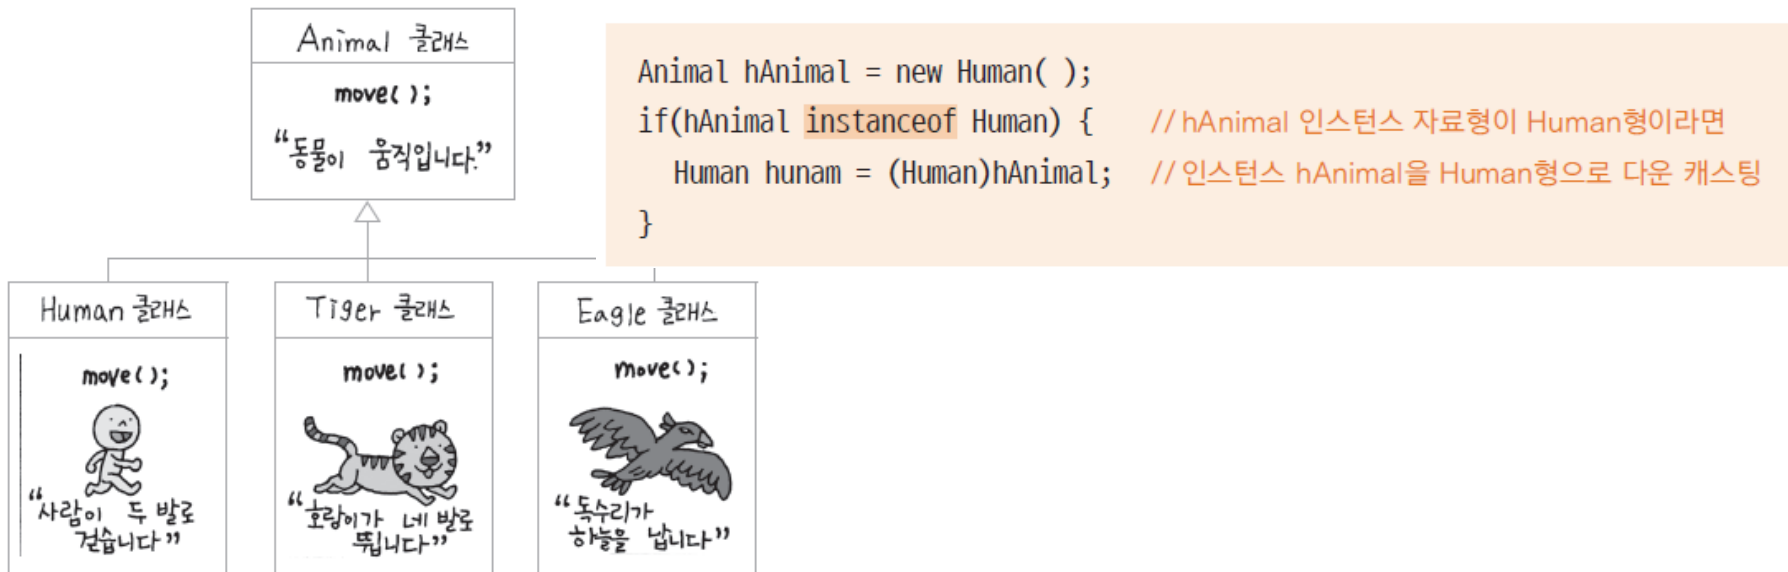 Animal 클래스
move( );
“동물이 움직입니다.”
Animal hAnimal = new Human( );
if(hAnimal instanceof Human) { //hAnimal 인스턴스 자료형이 Human형이라면
Human hunam = (Human)hAnimal; //인스턴스 hAnimal을 Human형으로 다운 캐스팅
}
Human 클래스
move( );
“사람이 두 발로
걷습니다”
Tiger 클래스
move( );
“호랑이가 네 발로
뜁니다”
Eagle 클래스
move( );
“독수리가
하늘을 납니다”